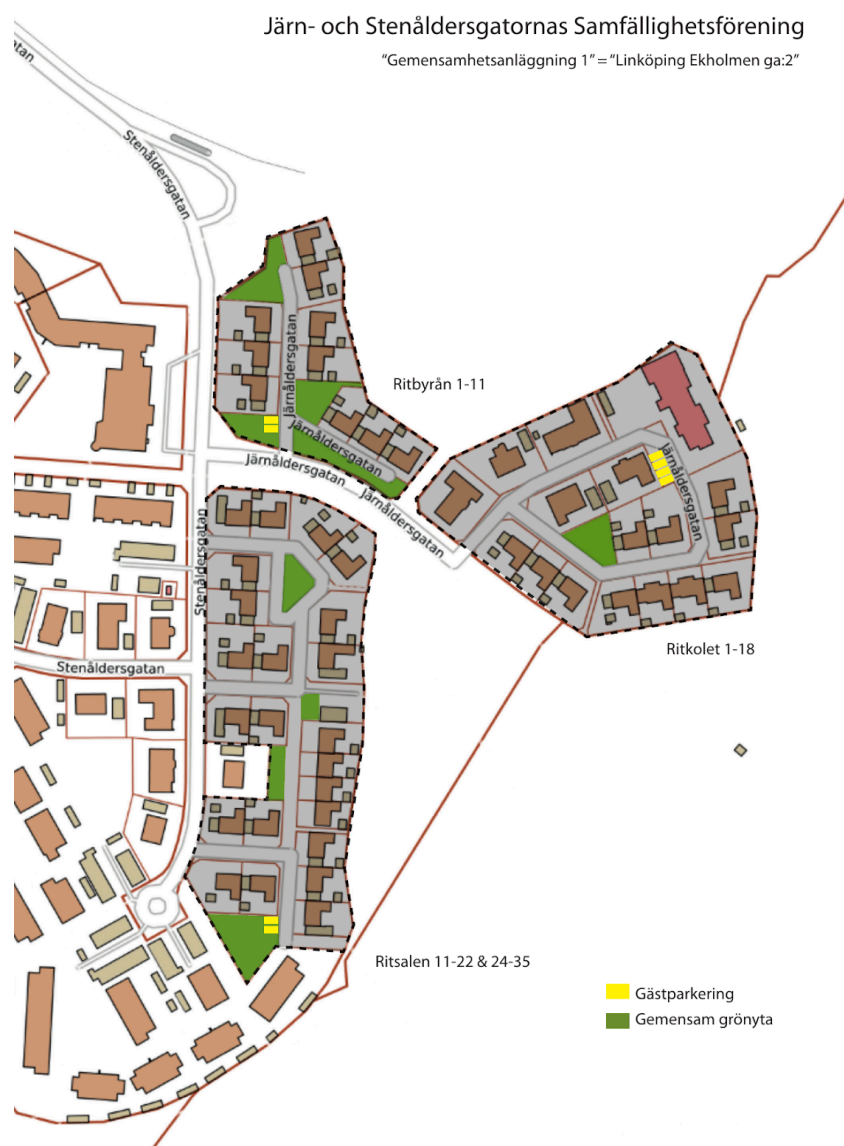 Järn- och Stenåldersgatornas Samfällighetsförening
“Gemensamhetsanläggning 1” = “Linköping Ekholmen ga:2”
atan
Stenåldersgatan
Järnåldersgatan
Ritbyrån 1-11
Järnåldersgatan
Järnåldersgatan
Järnåldersgatan
Järnåldersgatan
Stenåldersgatan
Ritkolet 1-18
Stenåldersgatan
Ritsalen 11-22 & 24-35
Gästparkering
Gemensam grönyta